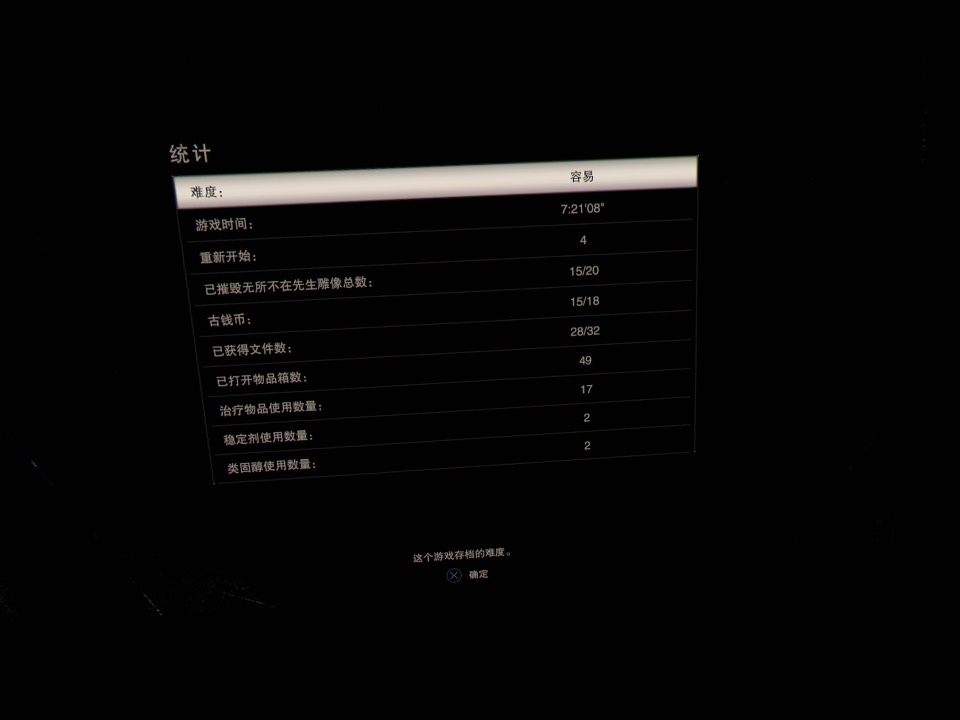 统计
难度： 容易
游戏时间： 7:21'08"
重新开始： 4
已摧毁无所不在先生雕像总数： 15/20
古钱币： 15/18
已获得文件数： 28/32
已打开物品箱数： 49
治疗物品使用数量： 17
稳定剂使用数量： 2
类固醇使用数量： 2
这个游戏存档的难度。
确定